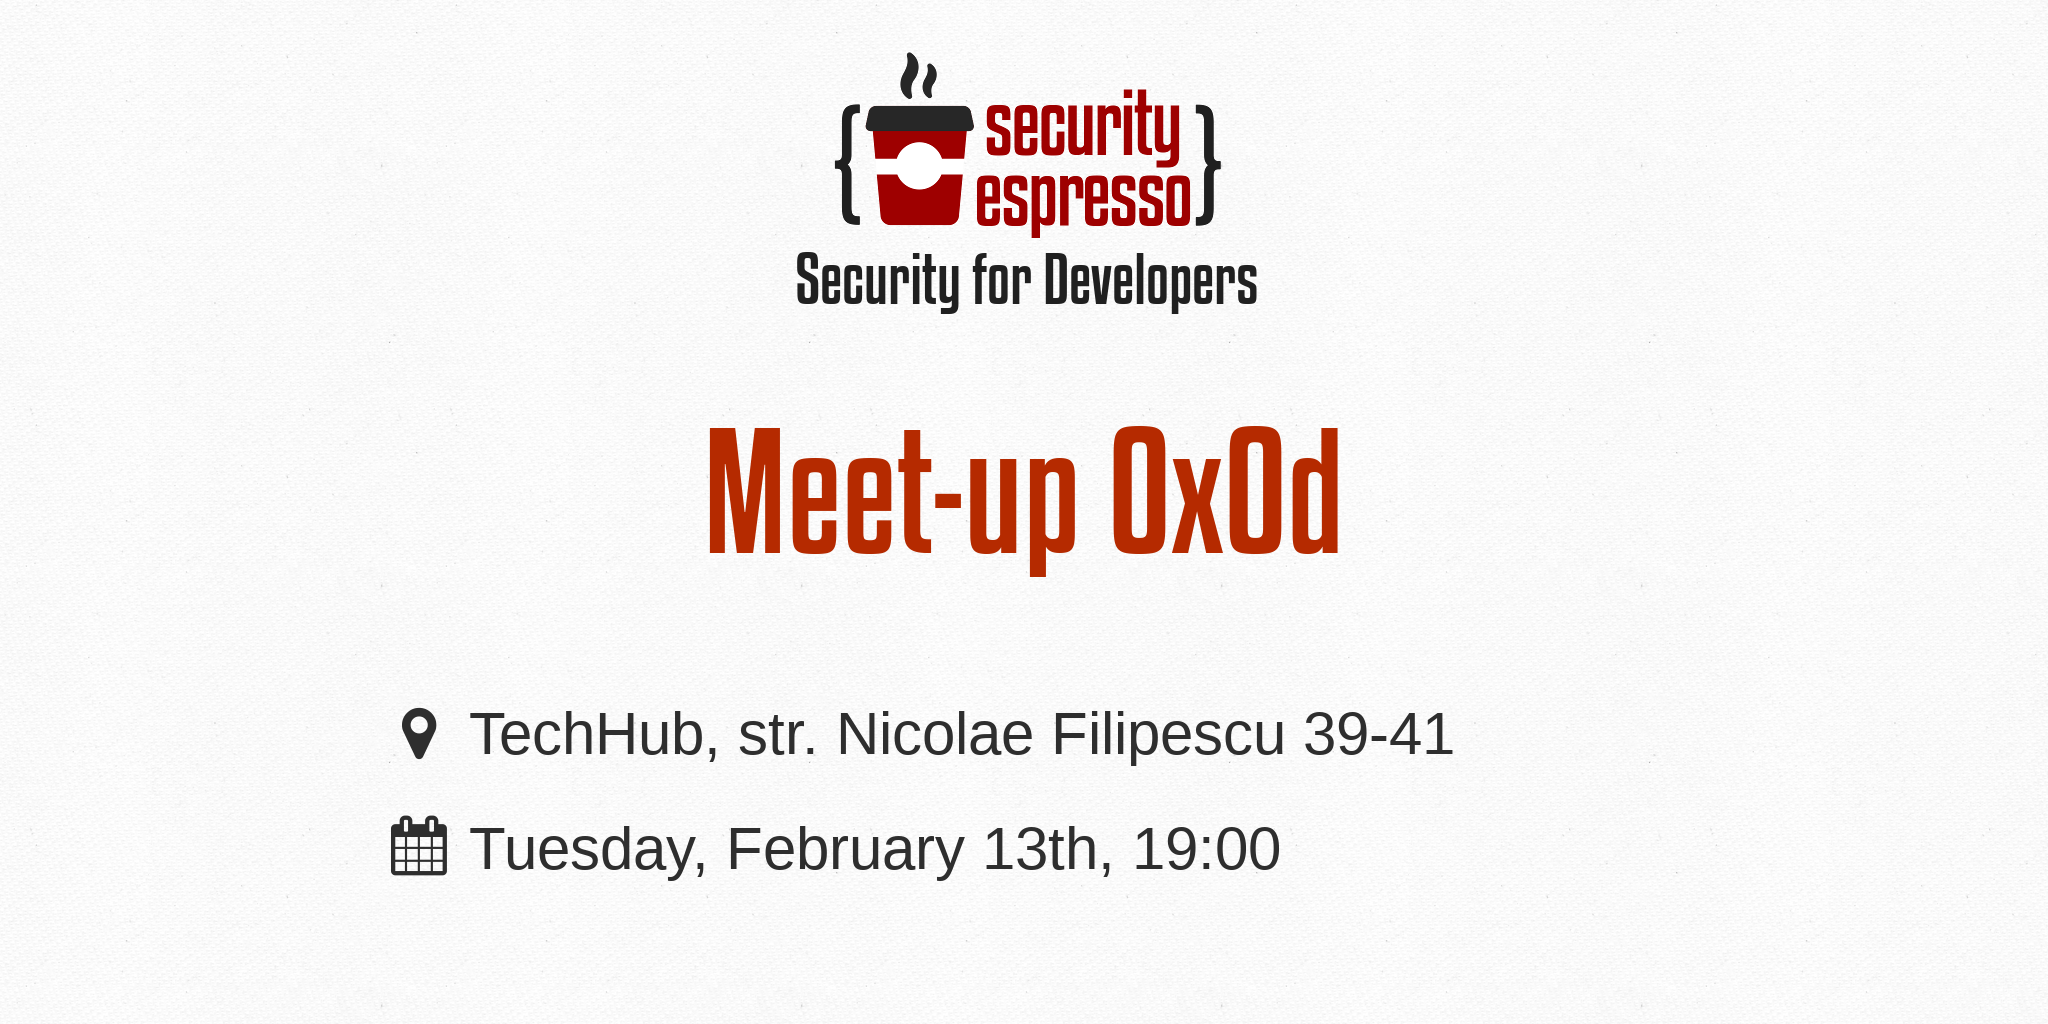 security
espresso
Security for Developers
Meet-up 0x0d
TechHub, str. Nicolae Filipescu 39-41
Tuesday, February 13th, 19:00